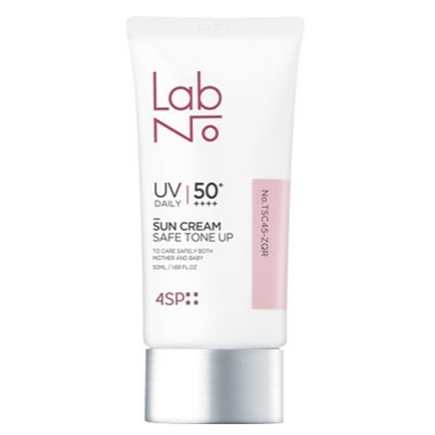 Lab
No
UV | 50+
DAILY ++++
SUN CREAM
SAFE TONE UP
TO CARE SAFELY BOTH
MOTHER AND BABY
50ML / 1.69 FL.OZ
4SP
No.TSC45-ZQR